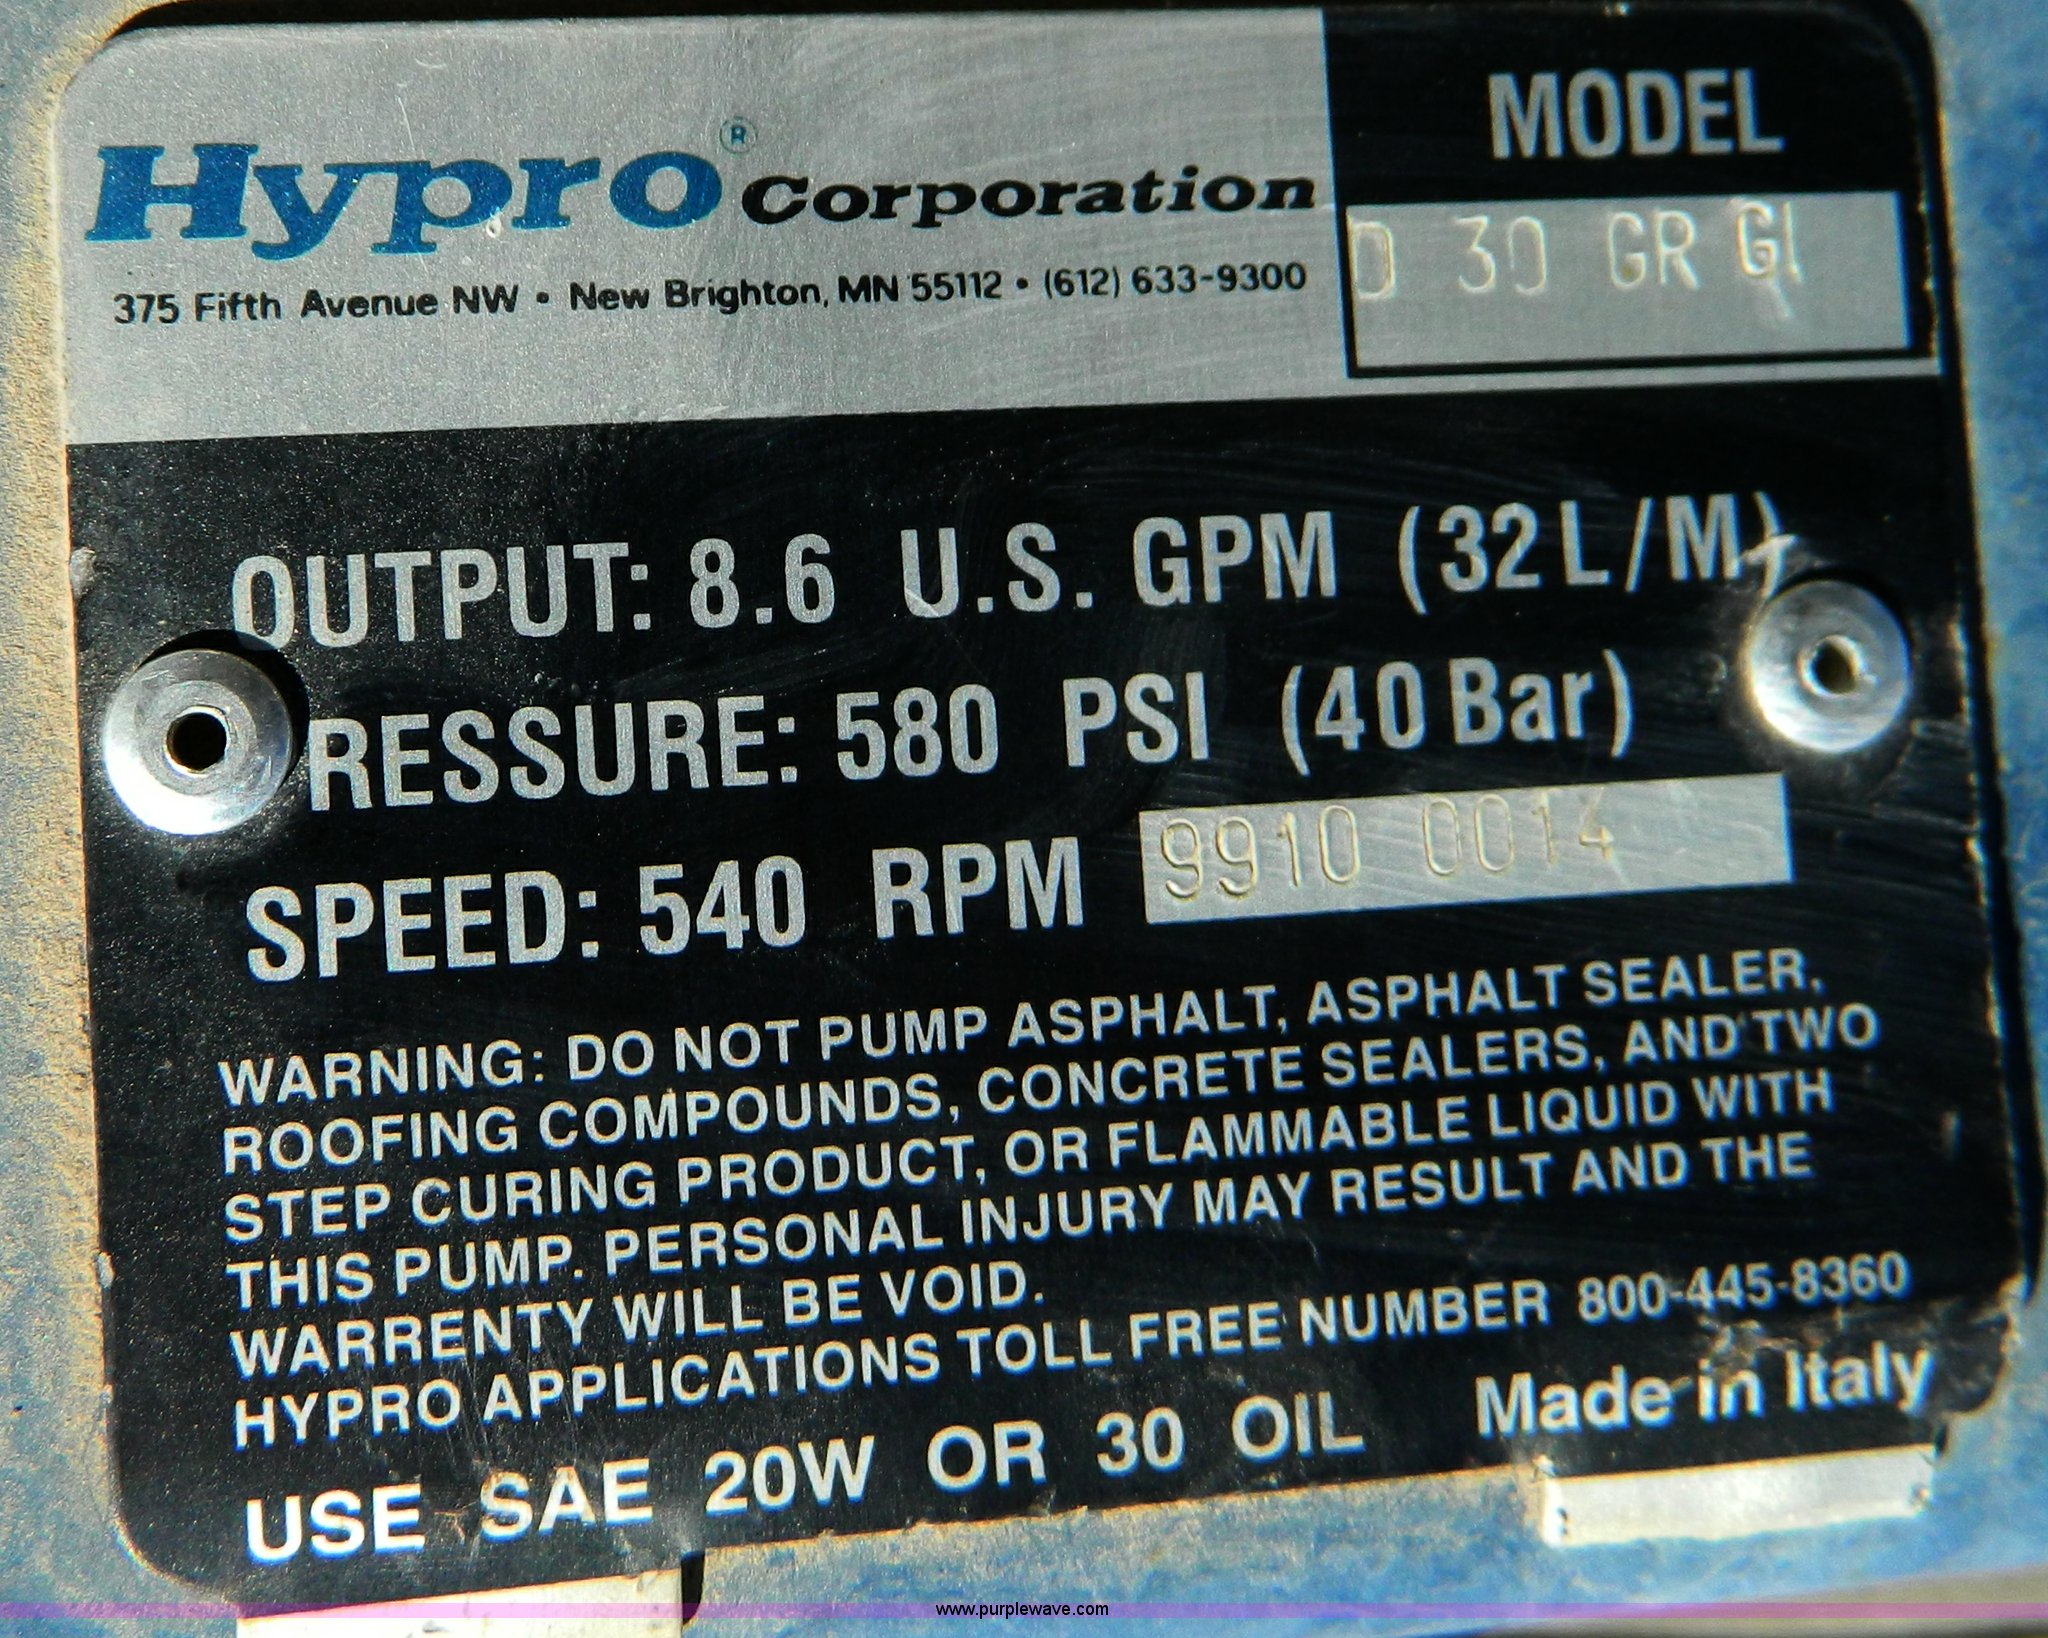 Hypro® Corporation
375 Fifth Avenue NW • New Brighton, MN 55112 • (612) 633-9300
MODEL
D 30 GR GI
OUTPUT: 8.6 U.S. GPM (32 L/M)
RESSURE: 580 PSI (40 Bar)
SPEED: 540 RPM 9910 0014
WARNING: DO NOT PUMP ASPHALT, ASPHALT SEALER,
ROOFING COMPOUNDS, CONCRETE SEALERS, AND TWO
STEP CURING PRODUCT, OR FLAMMABLE LIQUID WITH
THIS PUMP. PERSONAL INJURY MAY RESULT AND THE
WARRENTY WILL BE VOID.
HYPRO APPLICATIONS TOLL FREE NUMBER 800-445-8360
USE SAE 20W OR 30 OIL Made in Italy
www.purplewave.com